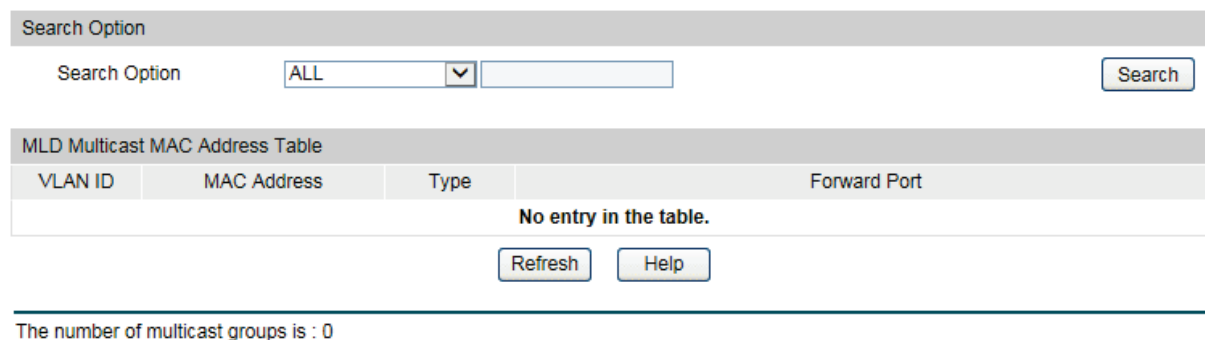 Search Option
Search Option ALL Search
MLD Multicast MAC Address Table
VLAN ID MAC Address Type Forward Port
No entry in the table.
Refresh Help
The number of multicast groups is : 0